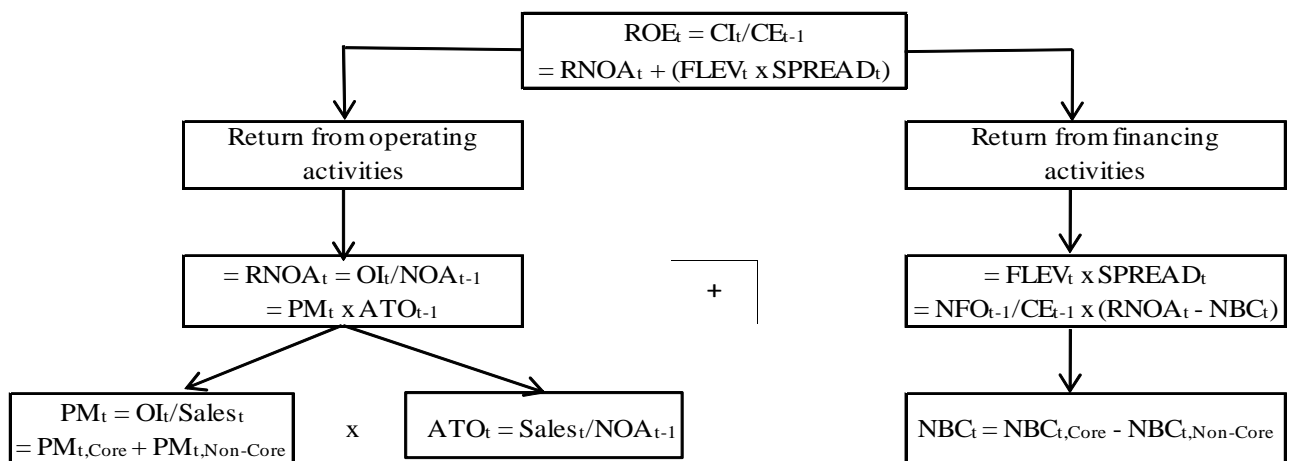 ROEₜ = CIₜ/CEₜ₋₁
= RNOAₜ + (FLEVₜ x SPREADₜ)
Return from operating
activities
Return from financing
activities
= RNOAₜ = OIₜ/NOAₜ₋₁
= PMₜ x ATOₜ₋₁
+
= FLEVₜ x SPREADₜ
= NFOₜ₋₁/CEₜ₋₁ x (RNOAₜ - NBCₜ)
PMₜ = OIₜ/Salesₜ
= PMt,Core + PMt,Non-Core
x
ATOₜ = Salesₜ/NOAₜ₋₁
NBCₜ = NBCt,Core - NBCt,Non-Core